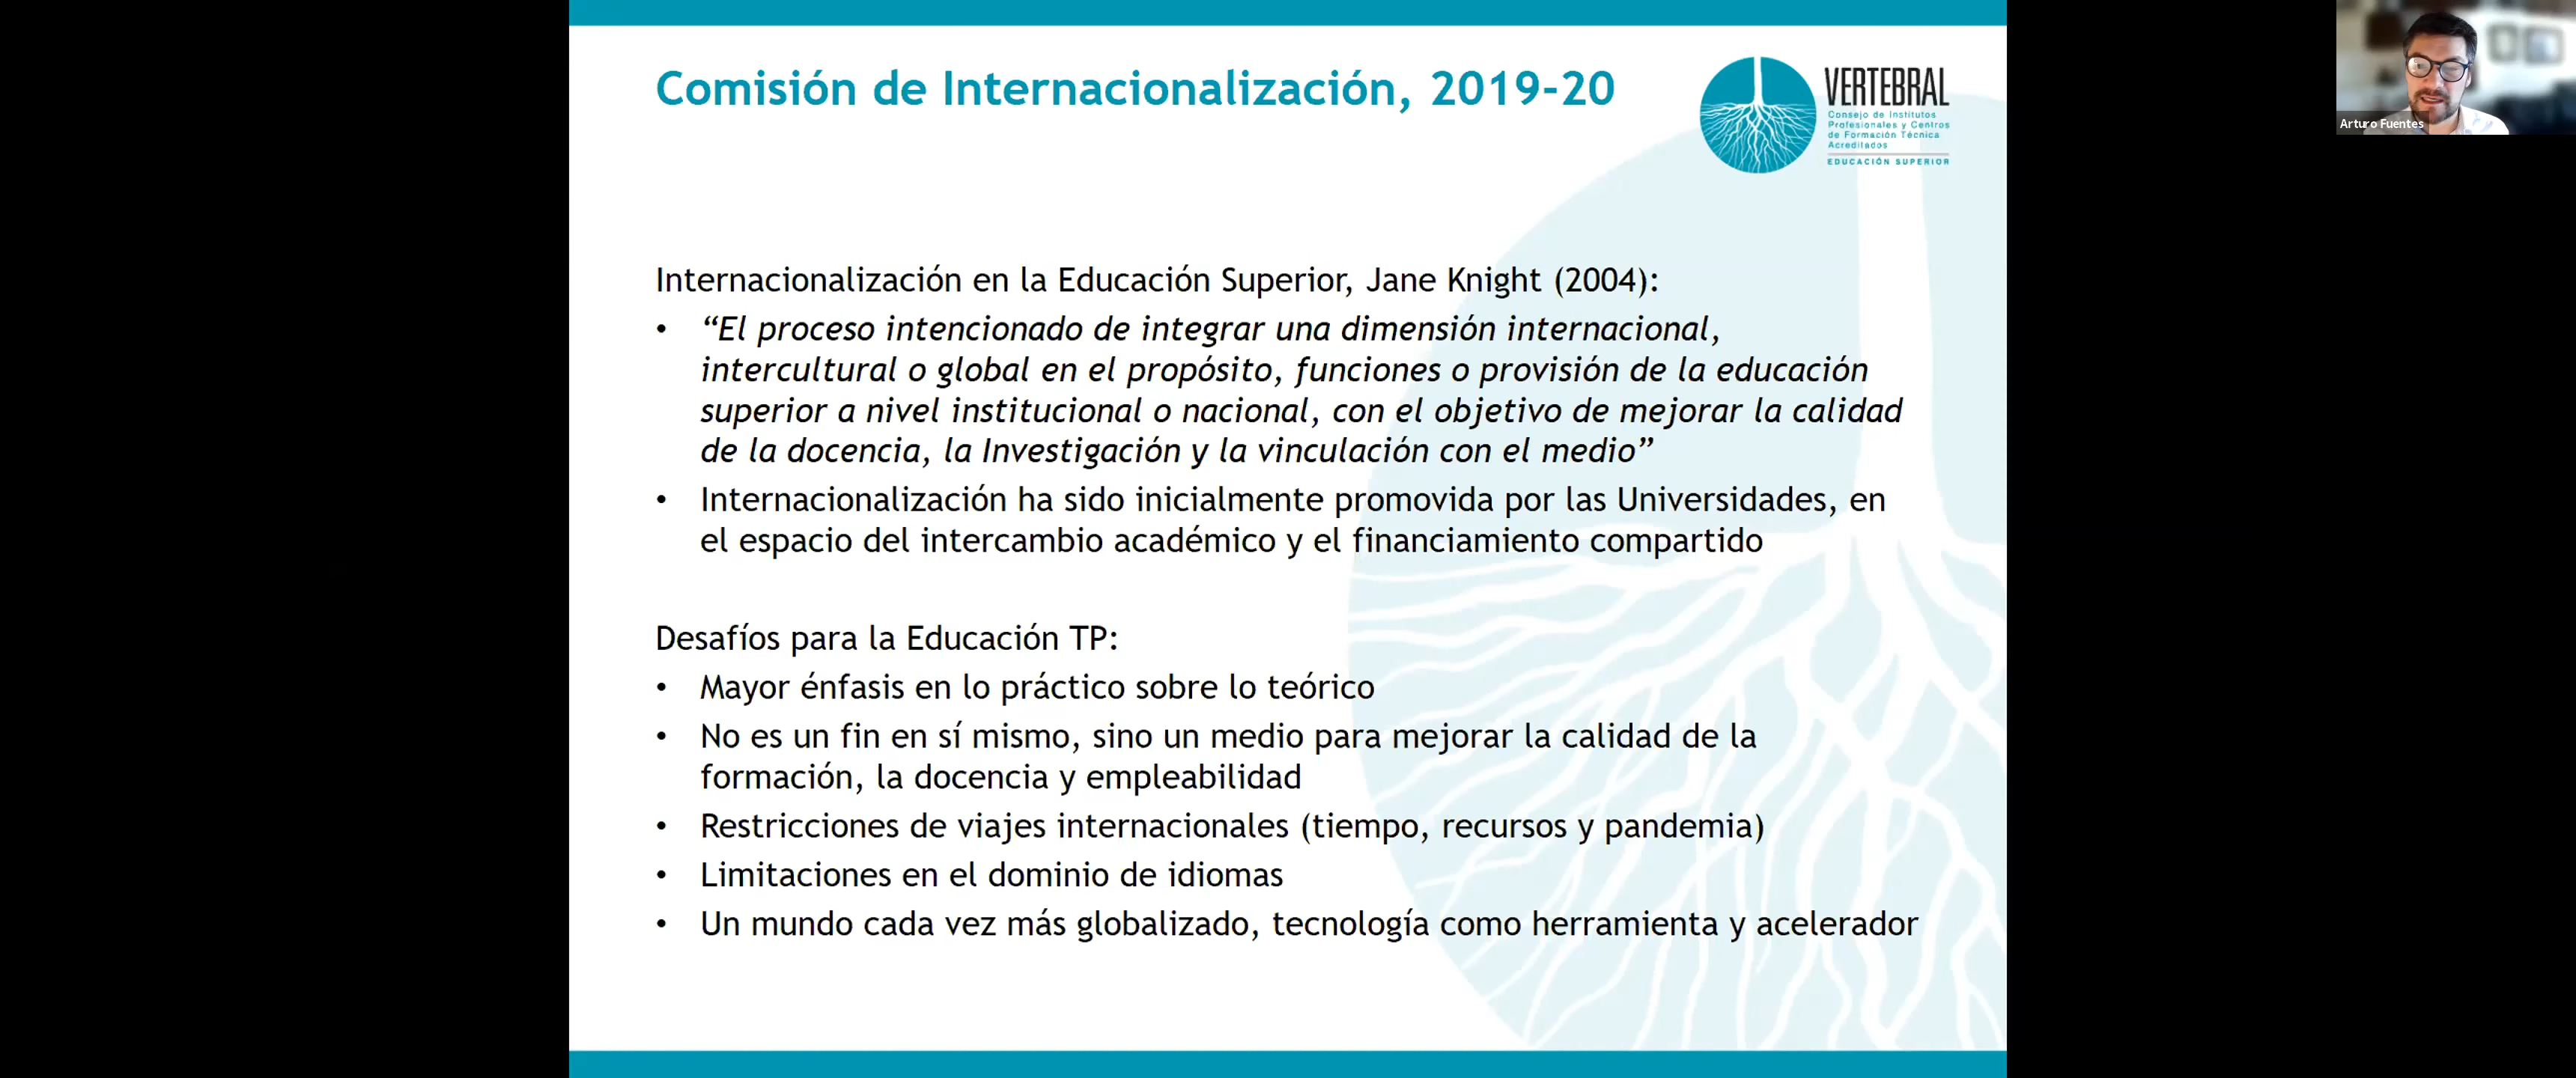 Comisión de Internacionalización, 2019-20
VERTEBRAL
Consejo de Institutos
Profesionales y Centros
de Formación Técnica
Acreditados
EDUCACIÓN SUPERIOR
Arturo Fuentes
Internacionalización en la Educación Superior, Jane Knight (2004):
• “El proceso intencionado de integrar una dimensión internacional,
intercultural o global en el propósito, funciones o provisión de la educación
superior a nivel institucional o nacional, con el objetivo de mejorar la calidad
de la docencia, la Investigación y la vinculación con el medio”
• Internacionalización ha sido inicialmente promovida por las Universidades, en
el espacio del intercambio académico y el financiamiento compartido
Desafíos para la Educación TP:
• Mayor énfasis en lo práctico sobre lo teórico
• No es un fin en sí mismo, sino un medio para mejorar la calidad de la
formación, la docencia y empleabilidad
• Restricciones de viajes internacionales (tiempo, recursos y pandemia)
• Limitaciones en el dominio de idiomas
• Un mundo cada vez más globalizado, tecnología como herramienta y acelerador